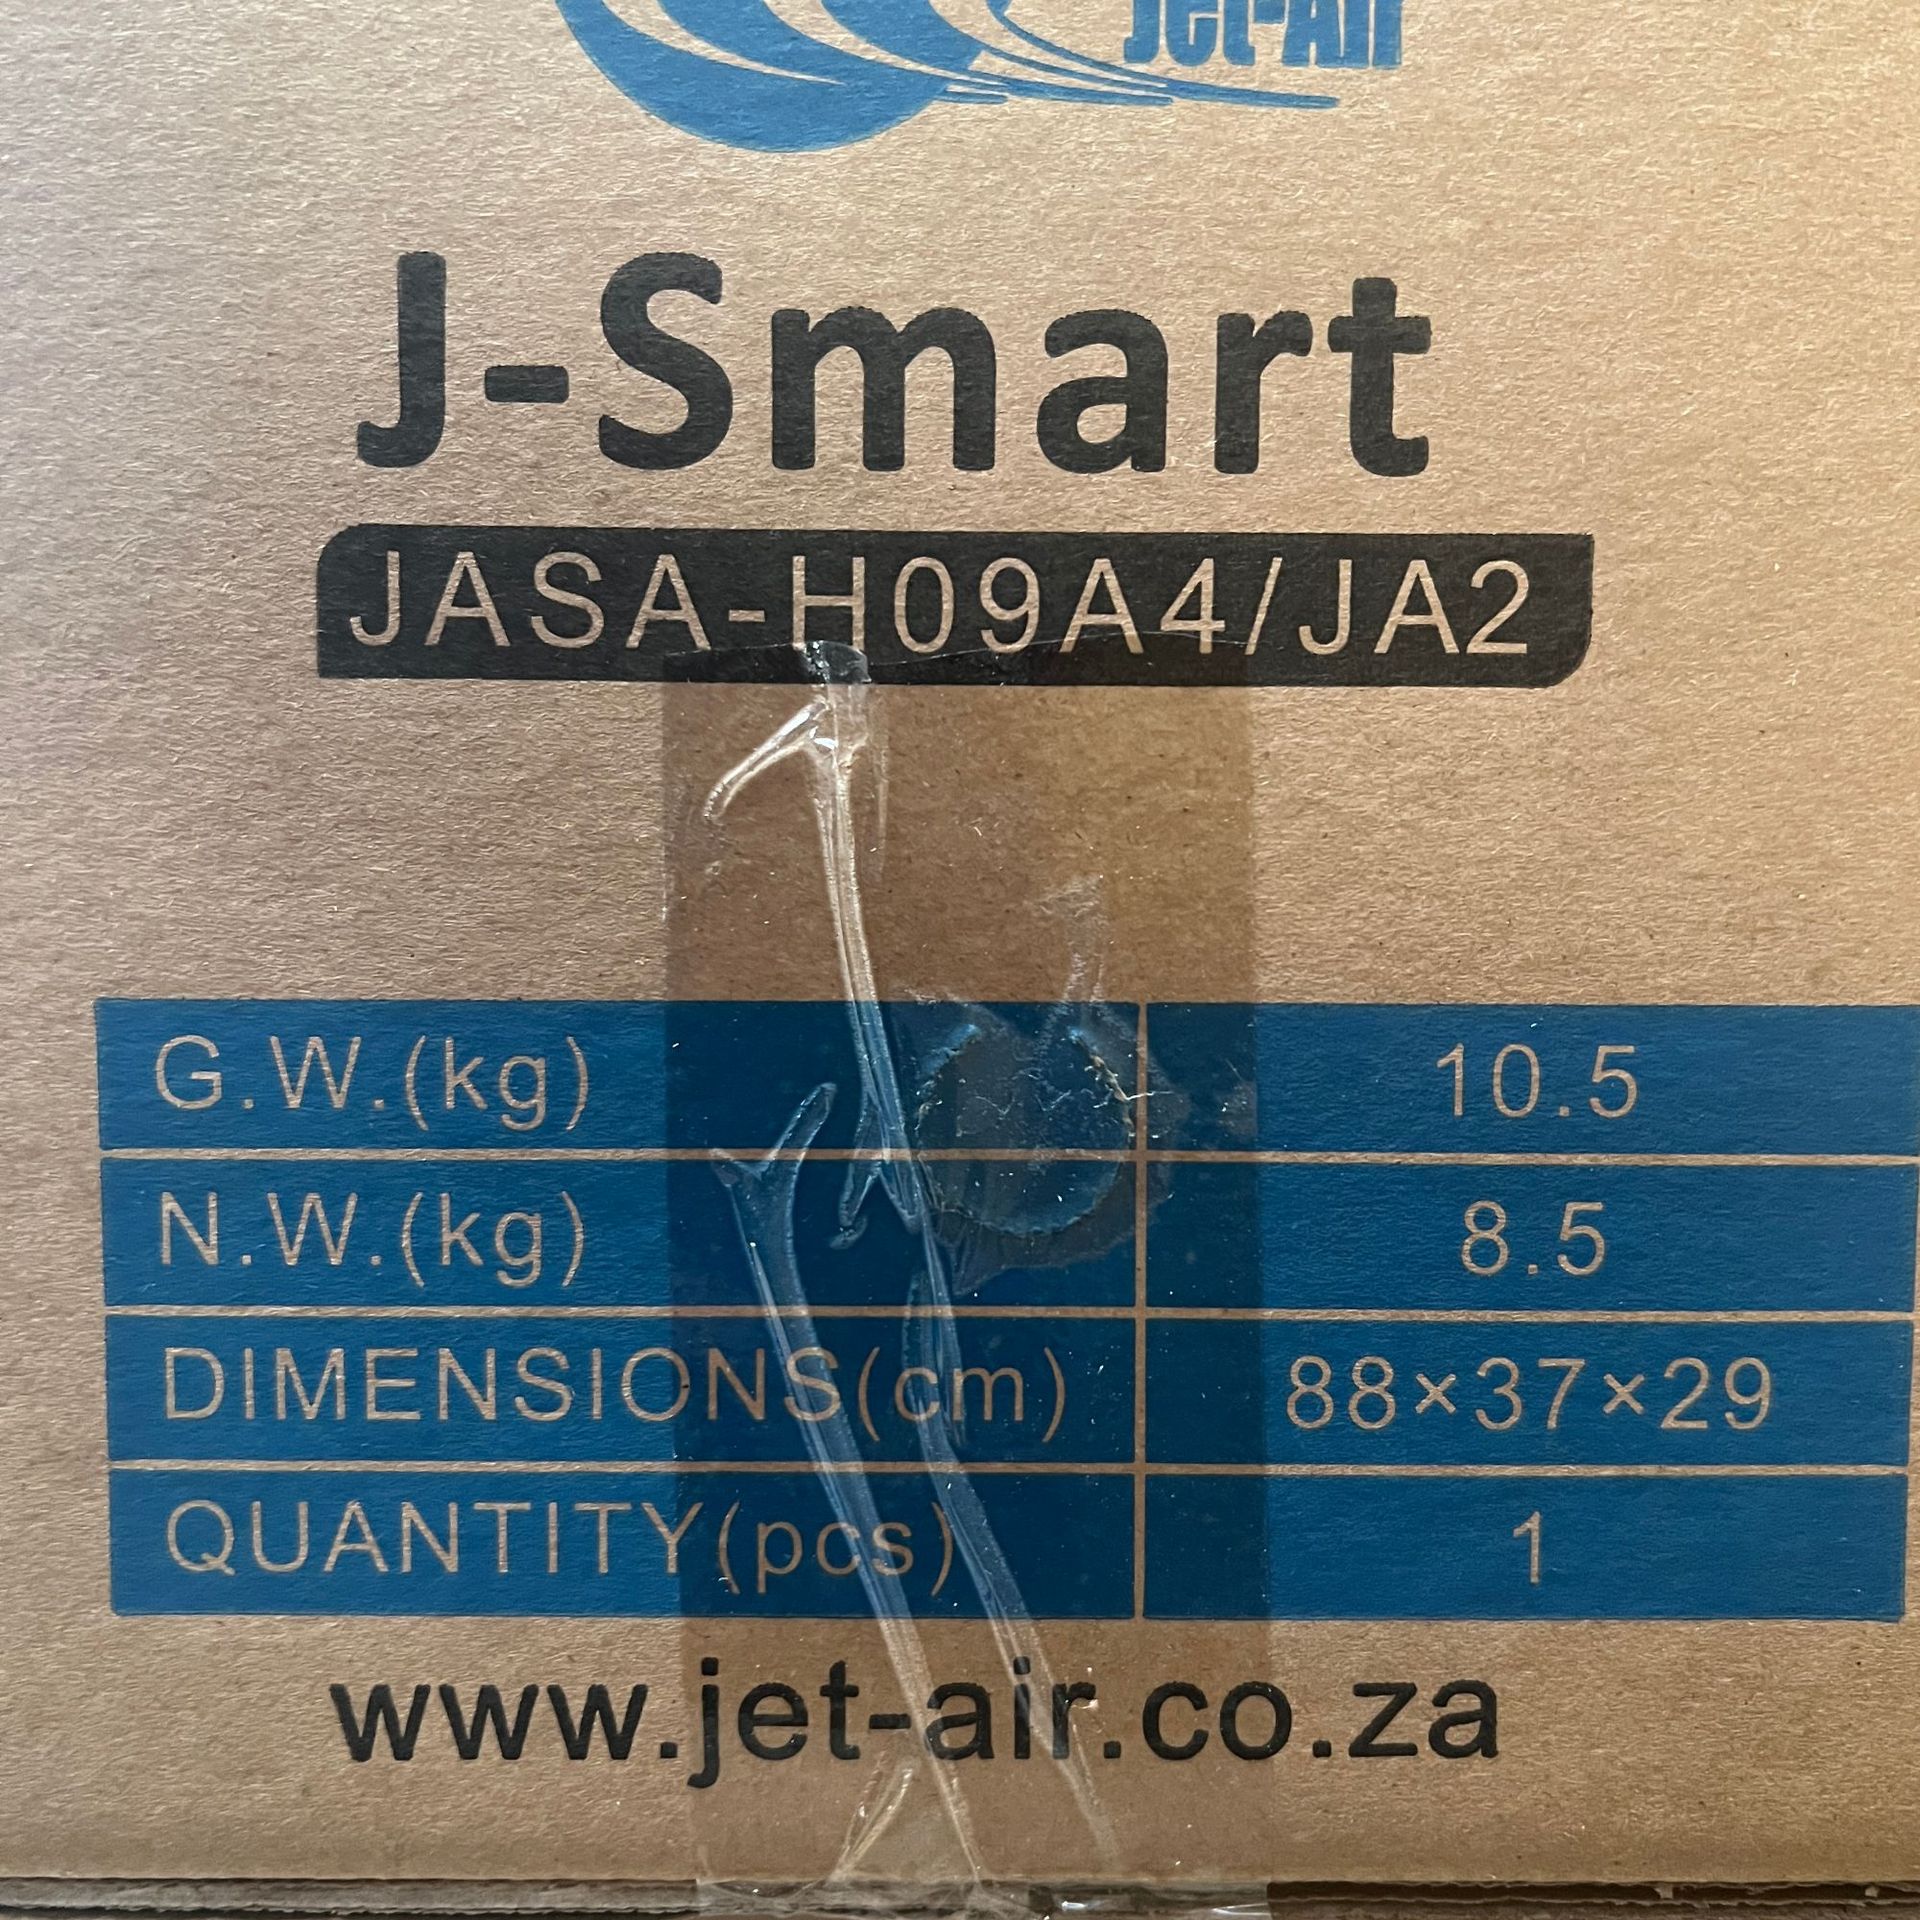 Jet-Air
J-Smart
JASA-H09A4/JA2
G.W.(kg) 10.5
N.W.(kg) 8.5
DIMENSIONS(cm) 88×37×29
QUANTITY(pcs) 1
www.jet-air.co.za